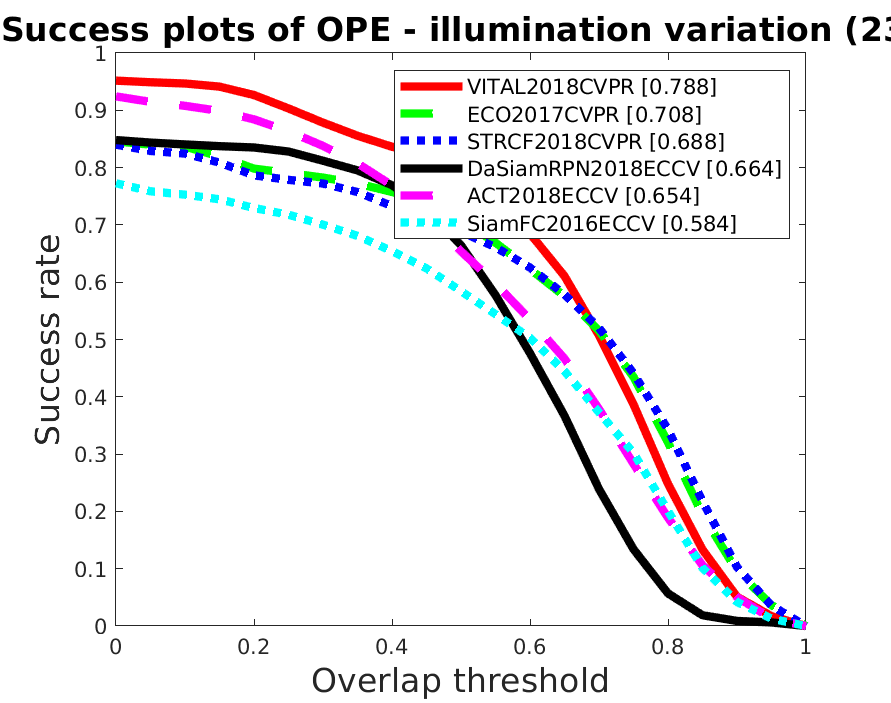 Success plots of OPE - illumination variation (23
1
0.9
0.8
0.7
0.6
0.5
0.4
0.3
0.2
0.1
0
Success rate
VITAL2018CVPR [0.788]
ECO2017CVPR [0.708]
STRCF2018CVPR [0.688]
DaSiamRPN2018ECCV [0.664]
ACT2018ECCV [0.654]
SiamFC2016ECCV [0.584]
0 0.2 0.4 0.6 0.8 1
Overlap threshold